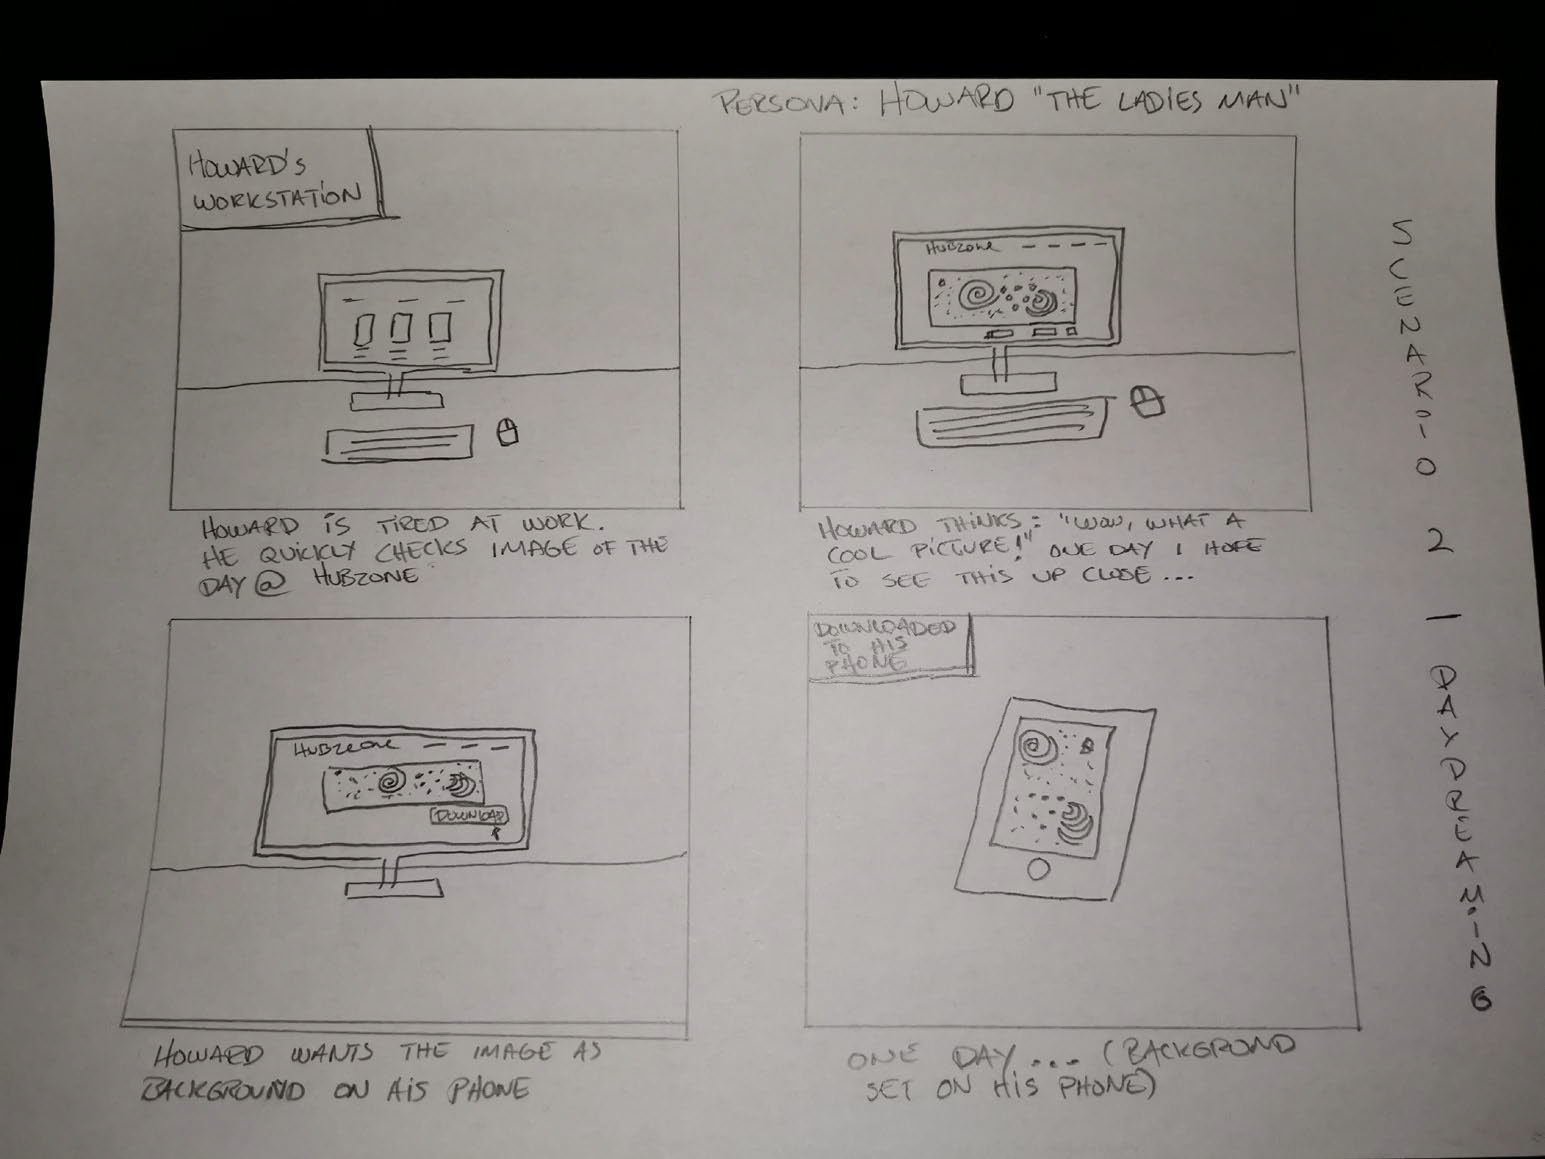 PERSONA: HOWARD "THE LADIES MAN"
HOWARD'S
WORKSTATION
HOWARD IS TIRED AT WORK.
HE QUICKLY CHECKS IMAGE OF THE
DAY @ HUBZONE
HUBZONE
HOWARD THINKS: "WOW, WHAT A
COOL PICTURE!" ONE DAY I HOPE
TO SEE THIS UP CLOSE...
HUBZEONE
DOWNLOAD
HOWARD WANTS THE IMAGE AS
BACKGROUND ON HIS PHONE
DOWNLOADED
TO HIS
PHONE
ONE DAY... (BACKGROND
SET ON HIS PHONE)
SCENARIO 2 | DAYDREAMING